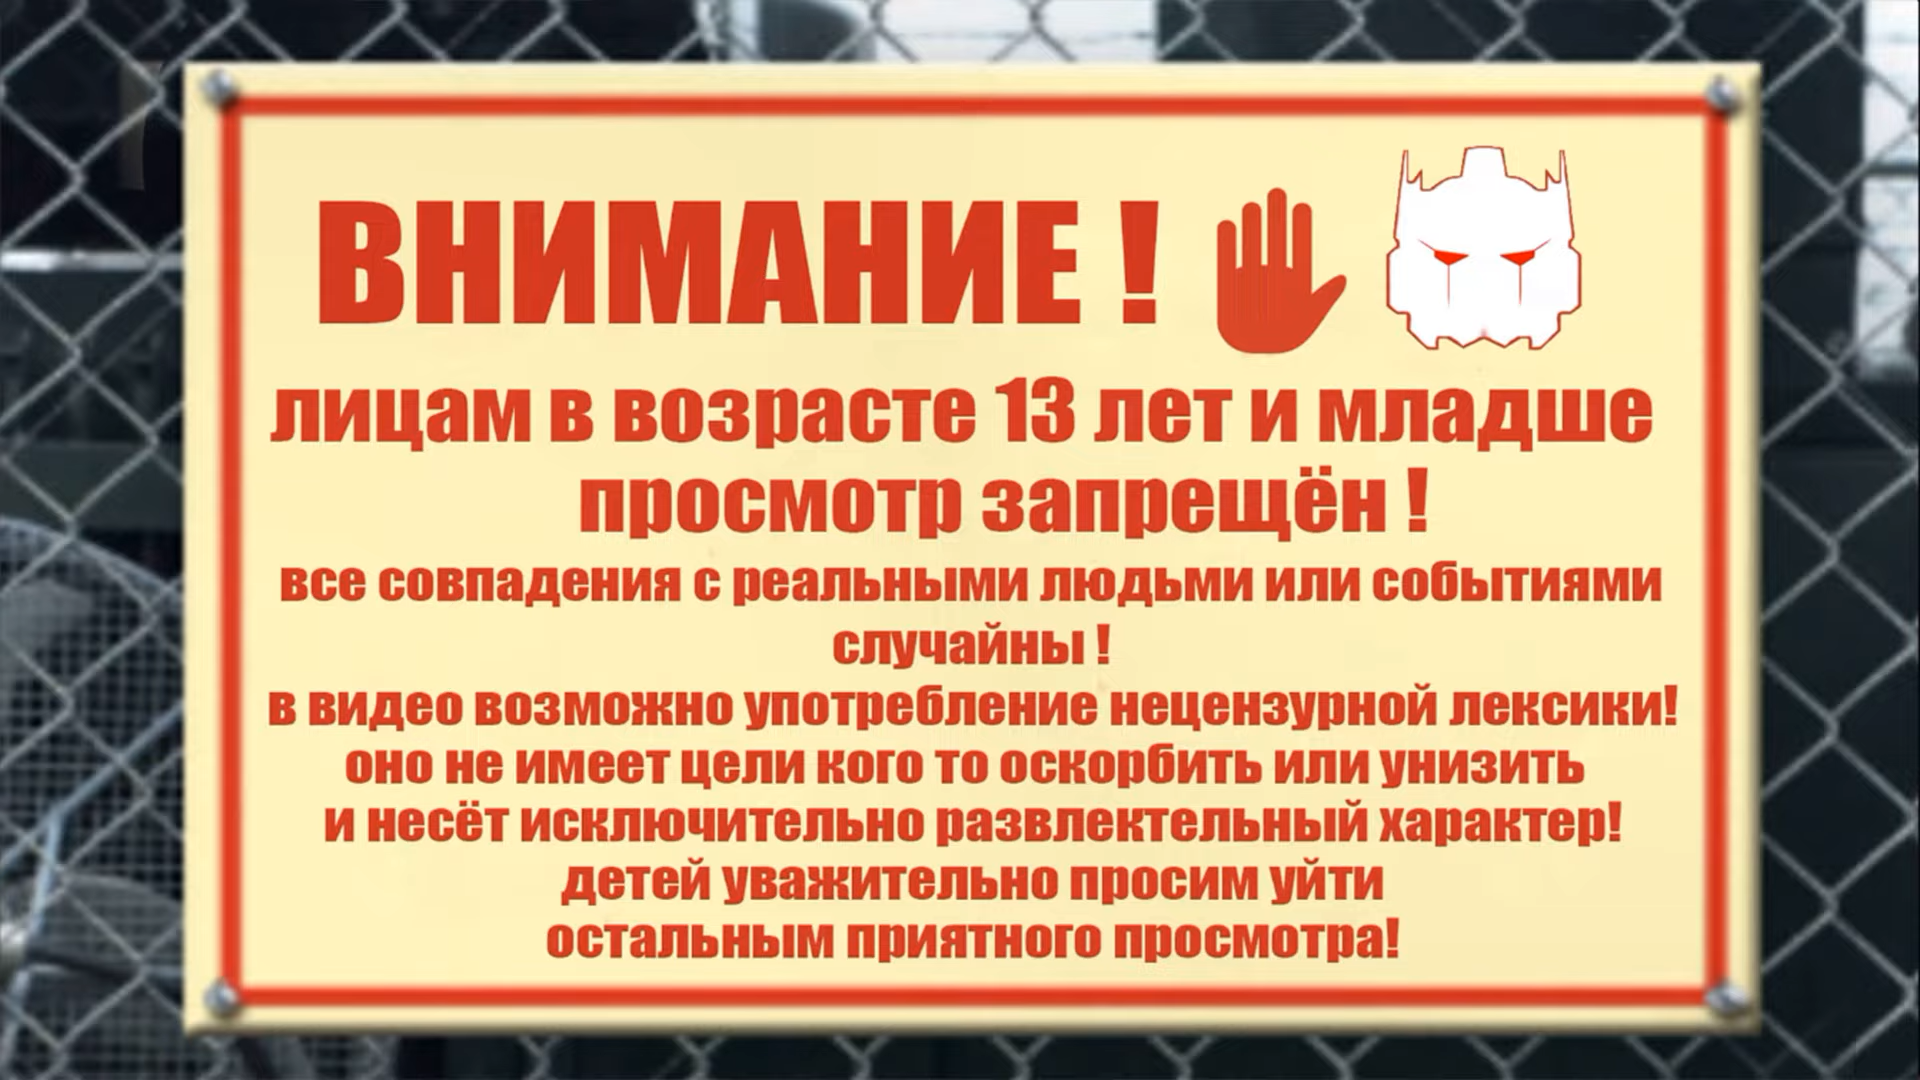 ВНИМАНИЕ !
лицам в возрасте 13 лет и младше
просмотр запрещён !
все совпадения с реальными людьми или событиями
случайны !
в видео возможно употребление нецензурной лексики!
оно не имеет цели кого то оскорбить или унизить
и несёт исключительно развлектельный характер!
детей уважительно просим уйти
остальным приятного просмотра!